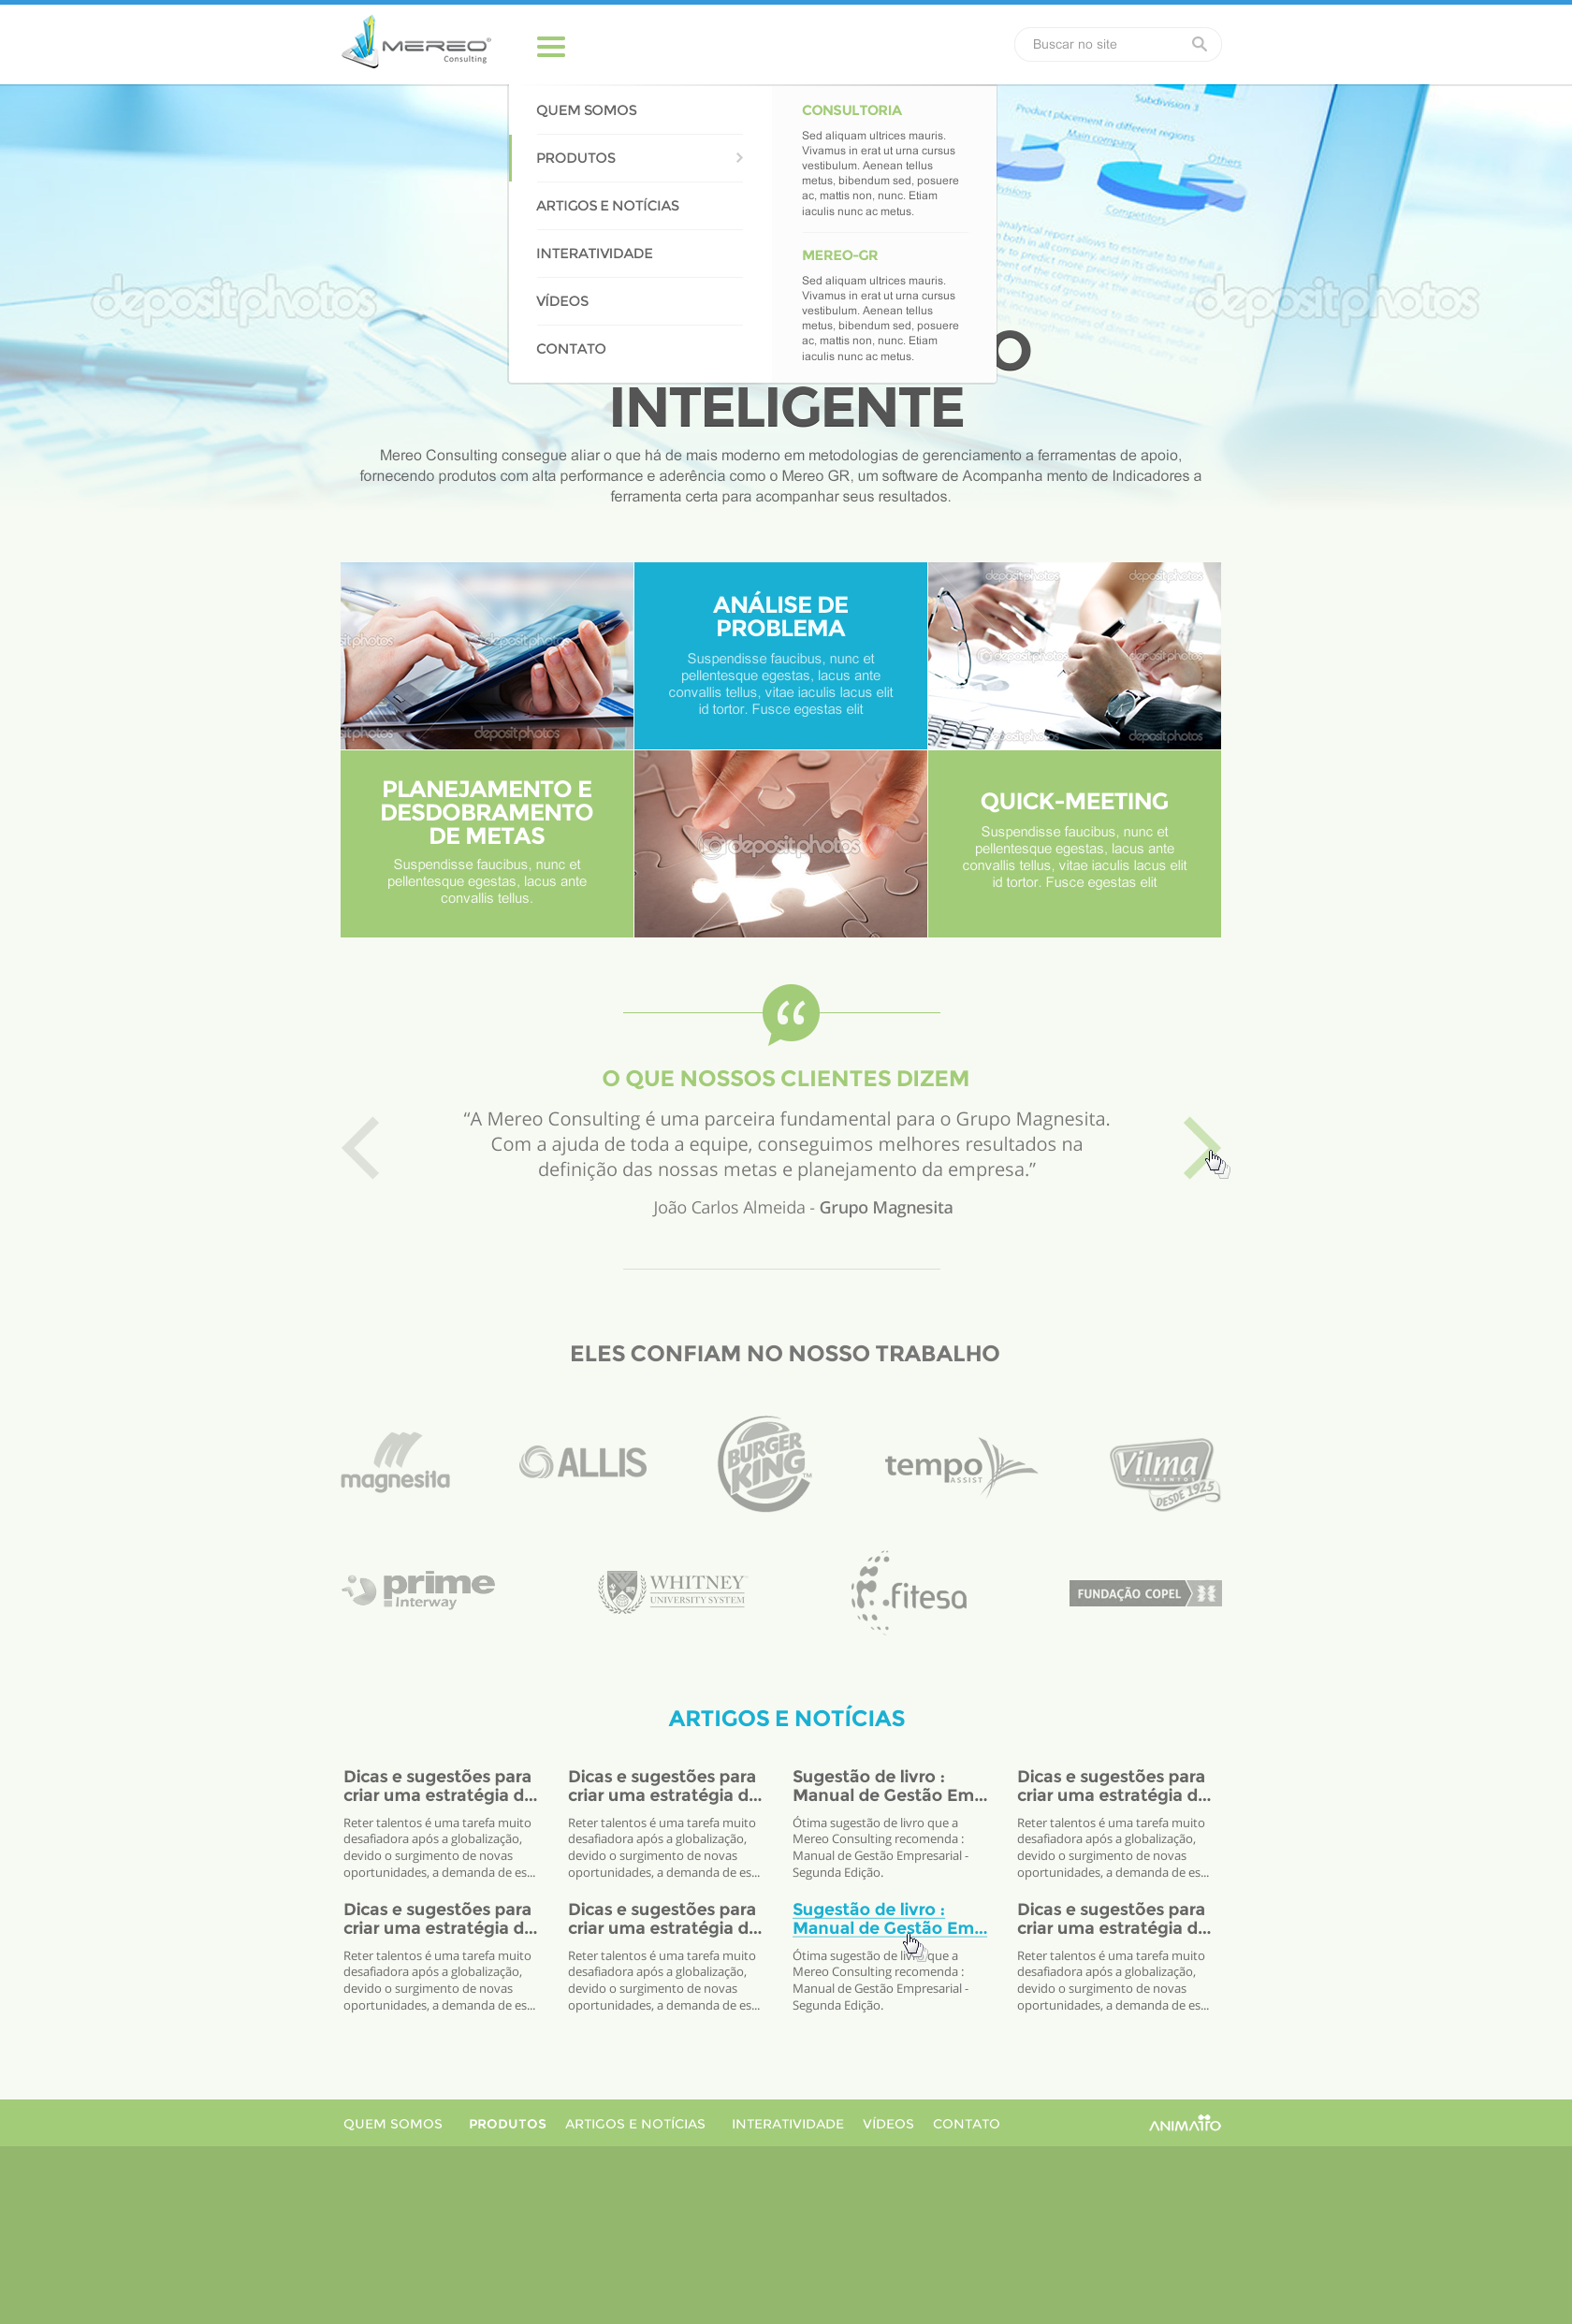 MEREO®
Consulting
Buscar no site
QUEM SOMOS
PRODUTOS
ARTIGOS E NOTÍCIAS
INTERATIVIDADE
VÍDEOS
CONTATO
CONSULTORIA
Sed aliquam ultrices mauris.
Vivamus in erat ut urna cursus
vestibulum. Aenean tellus
metus, bibendum sed, posuere
ac, mattis non, nunc. Etiam
iaculis nunc ac metus.
MEREO-GR
Sed aliquam ultrices mauris.
Vivamus in erat ut urna cursus
vestibulum. Aenean tellus
metus, bibendum sed, posuere
ac, mattis non, nunc. Etiam
iaculis nunc ac metus.
Subdivision 3
Product placement in different regions
Main company
Others
Competitors
depositphotos
depositphotos
O
INTELIGENTE
Mereo Consulting consegue aliar o que há de mais moderno em metodologias de gerenciamento a ferramentas de apoio,
fornecendo produtos com alta performance e aderência como o Mereo GR, um software de Acompanha mento de Indicadores a
ferramenta certa para acompanhar seus resultados.
ANÁLISE DE
PROBLEMA
Suspendisse faucibus, nunc et
pellentesque egestas, lacus ante
convallis tellus, vitae iaculis lacus elit
id tortor. Fusce egestas elit
PLANEJAMENTO E
DESDOBRAMENTO
DE METAS
Suspendisse faucibus, nunc et
pellentesque egestas, lacus ante
convallis tellus.
depositphotos
QUICK-MEETING
Suspendisse faucibus, nunc et
pellentesque egestas, lacus ante
convallis tellus, vitae iaculis lacus elit
id tortor. Fusce egestas elit
O QUE NOSSOS CLIENTES DIZEM
“A Mereo Consulting é uma parceira fundamental para o Grupo Magnesita.
Com a ajuda de toda a equipe, conseguimos melhores resultados na
definição das nossas metas e planejamento da empresa.”
João Carlos Almeida - Grupo Magnesita
ELES CONFIAM NO NOSSO TRABALHO
magnesita
ALLIS
BURGER
KING™
tempo
ASSIST
Vilma
ALIMENTOS
DESDE 1925
prime
Interway
WHITNEY
UNIVERSITY SYSTEM
fitesa
FUNDAÇÃO COPEL
ARTIGOS E NOTÍCIAS
Dicas e sugestões para
criar uma estratégia d...
Reter talentos é uma tarefa muito
desafiadora após a globalização,
devido o surgimento de novas
oportunidades, a demanda de es...
Dicas e sugestões para
criar uma estratégia d...
Reter talentos é uma tarefa muito
desafiadora após a globalização,
devido o surgimento de novas
oportunidades, a demanda de es...
Sugestão de livro :
Manual de Gestão Em...
Ótima sugestão de livro que a
Mereo Consulting recomenda :
Manual de Gestão Empresarial -
Segunda Edição.
Dicas e sugestões para
criar uma estratégia d...
Reter talentos é uma tarefa muito
desafiadora após a globalização,
devido o surgimento de novas
oportunidades, a demanda de es...
Dicas e sugestões para
criar uma estratégia d...
Reter talentos é uma tarefa muito
desafiadora após a globalização,
devido o surgimento de novas
oportunidades, a demanda de es...
Dicas e sugestões para
criar uma estratégia d...
Reter talentos é uma tarefa muito
desafiadora após a globalização,
devido o surgimento de novas
oportunidades, a demanda de es...
Sugestão de livro :
Manual de Gestão Em...
Ótima sugestão de livro que a
Mereo Consulting recomenda :
Manual de Gestão Empresarial -
Segunda Edição.
Dicas e sugestões para
criar uma estratégia d...
Reter talentos é uma tarefa muito
desafiadora após a globalização,
devido o surgimento de novas
oportunidades, a demanda de es...
QUEM SOMOS PRODUTOS ARTIGOS E NOTÍCIAS INTERATIVIDADE VÍDEOS CONTATO
ANIMATTO